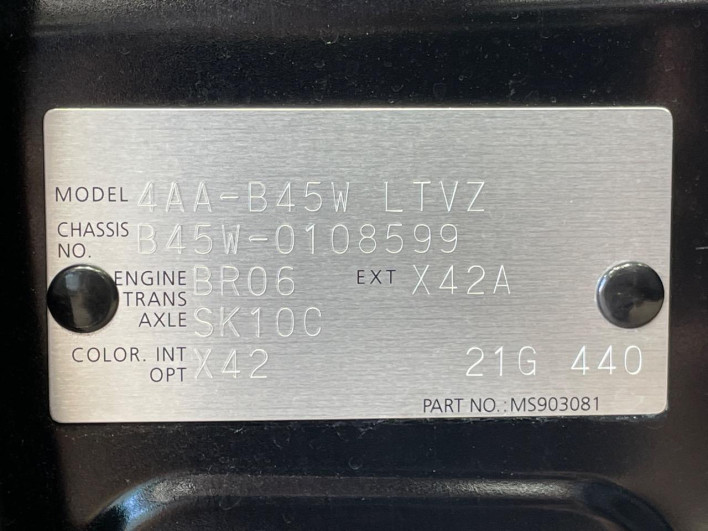 MODEL 4AA-B45W LTVZ
CHASSIS NO. B45W-0108599
ENGINE BR06 EXT X42A
TRANS AXLE SK10C
COLOR. INT OPT X42 21G 440
PART NO.: MS903081